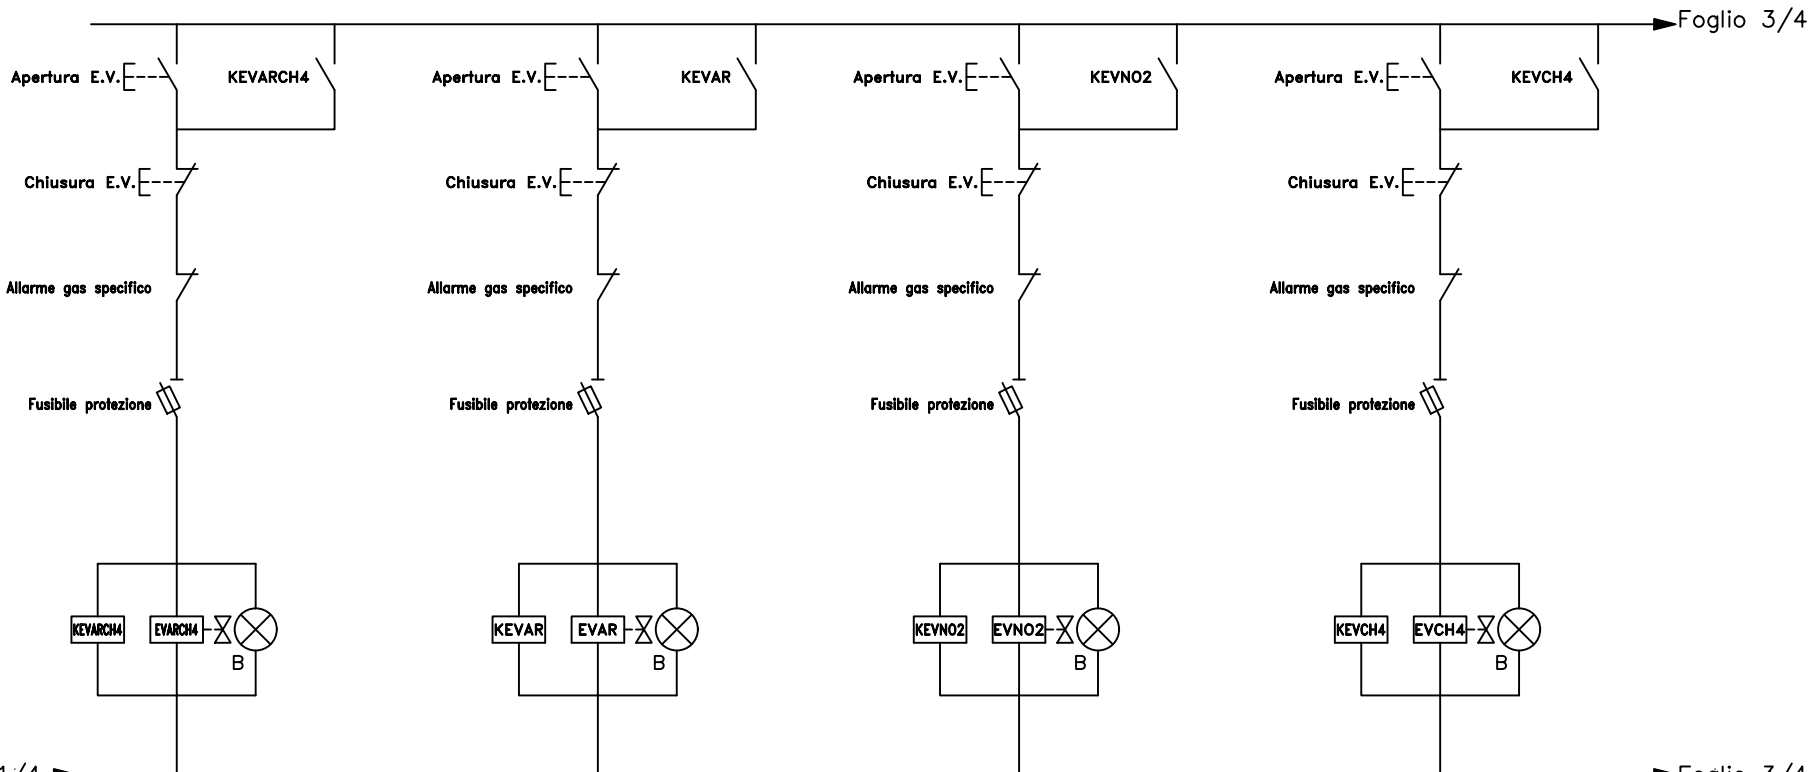 Foglio 3/4
Apertura E.V. KEVARCH4 Apertura E.V. KEVAR Apertura E.V. KEVNO2 Apertura E.V. KEVCH4
Chiusura E.V. Chiusura E.V. Chiusura E.V. Chiusura E.V.
Allarme gas specifico Allarme gas specifico Allarme gas specifico Allarme gas specifico
Fusibile protezione Fusibile protezione Fusibile protezione Fusibile protezione
KEVARCH4 EVARCH4 KEVAR EVAR KEVNO2 EVNO2 KEVCH4 EVCH4
B B B B
1/4 Foglio 3/4